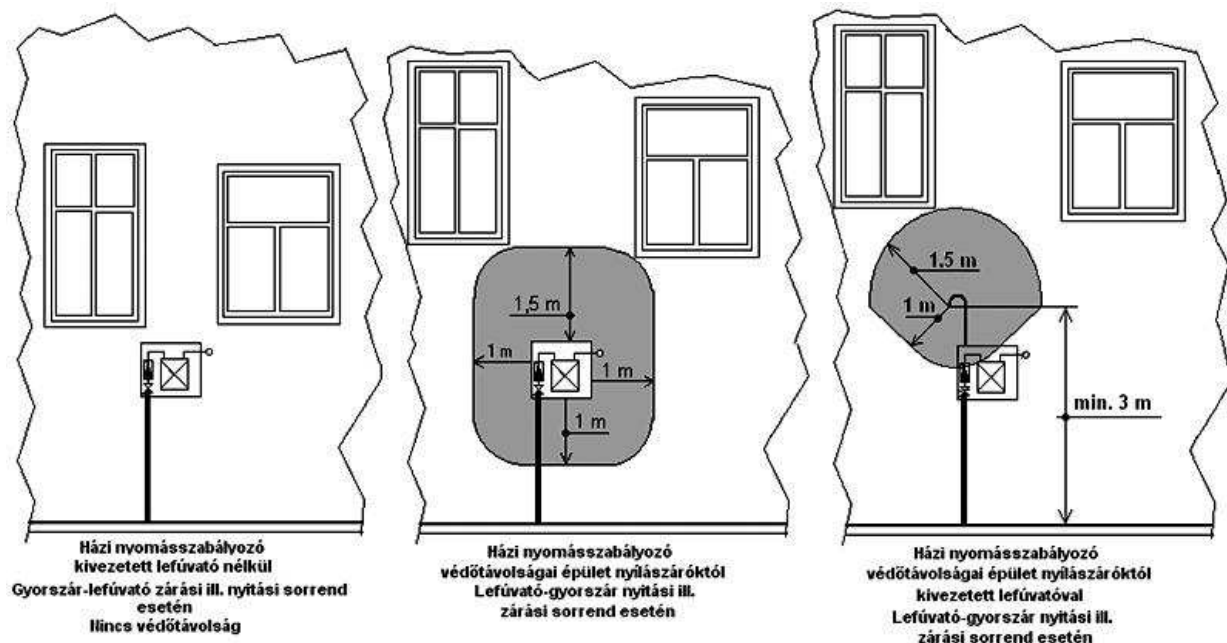 1,5 m
1 m
1 m
1 m
1,5 m
1 m
min. 3 m
Házi nyomásszabályozó
kivezetett lefúvató nélkül
Gyorszár-lefúvató zárási ill. nyitási sorrend
esetén
Nincs védőtávolság
Házi nyomásszabályozó
védőtávolságai épület nyílászáróktól
Lefúvató-gyorszár nyitási ill.
zárási sorrend esetén
Házi nyomásszabályozó
védőtávolságai épület nyílászáróktól
kivezetett lefúvatóval
Lefúvató-gyorszár nyitási ill.
zárási sorrend esetén